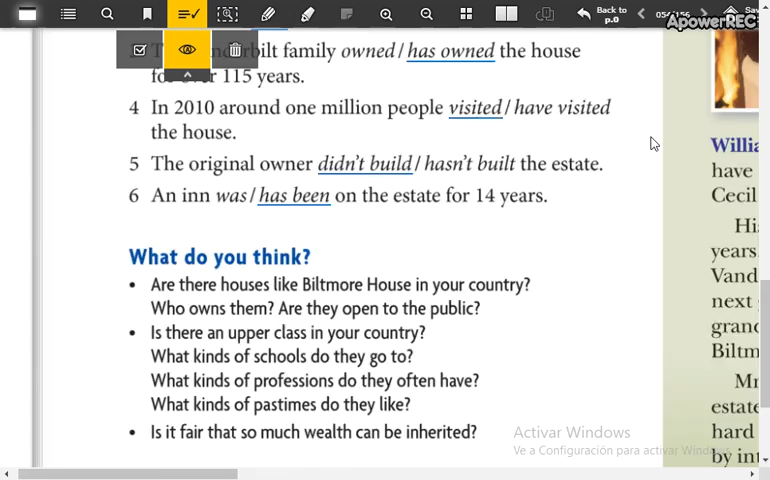 Back to
p.0
054/156
Sav
ApowerREC
bilt family owned / has owned the house
for over 115 years.
4 In 2010 around one million people visited / have visited
the house.
5 The original owner didn't build / hasn't built the estate.
6 An inn was / has been on the estate for 14 years.
What do you think?
• Are there houses like Biltmore House in your country?
Who owns them? Are they open to the public?
• Is there an upper class in your country?
What kinds of schools do they go to?
What kinds of professions do they often have?
What kinds of pastimes do they like?
• Is it fair that so much wealth can be inherited?
Willia
have
Cecil
His
years.
Vand
next
grand
Biltm
Mr
estate
hard
by int
Activar Windows
Ve a Configuración para activar Windows.